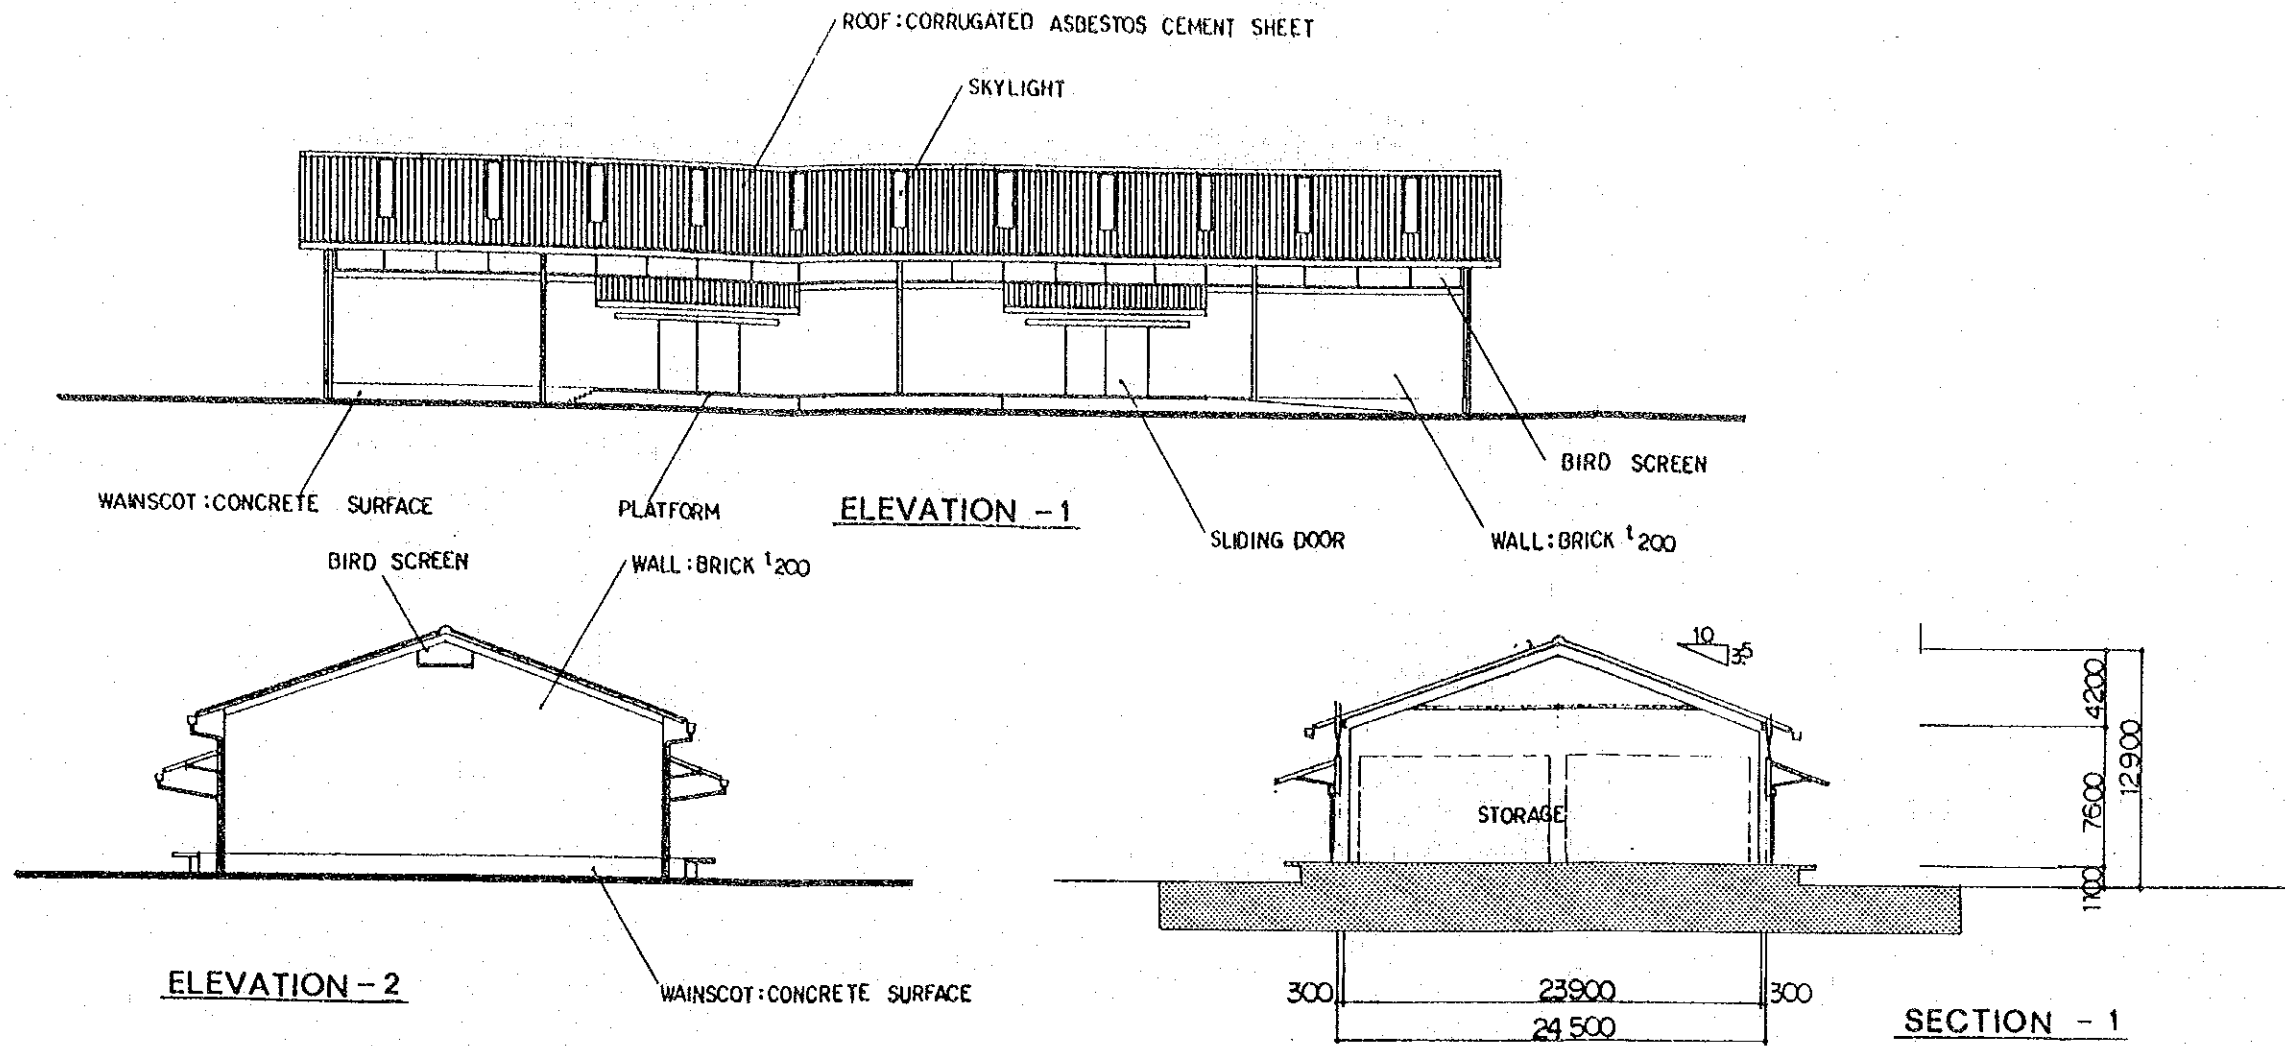 ROOF:CORRUGATED ASBESTOS CEMENT SHEET
SKYLIGHT
BIRD SCREEN
WAINSCOT:CONCRETE SURFACE
PLATFORM
ELEVATION -1
SLIDING DOOR
WALL:BRICK t200
BIRD SCREEN
WALL:BRICK t200
10
3.5
4200
12900
7600
1100
STORAGE
ELEVATION -2
WAINSCOT:CONCRETE SURFACE
300
23900
300
24500
SECTION -1